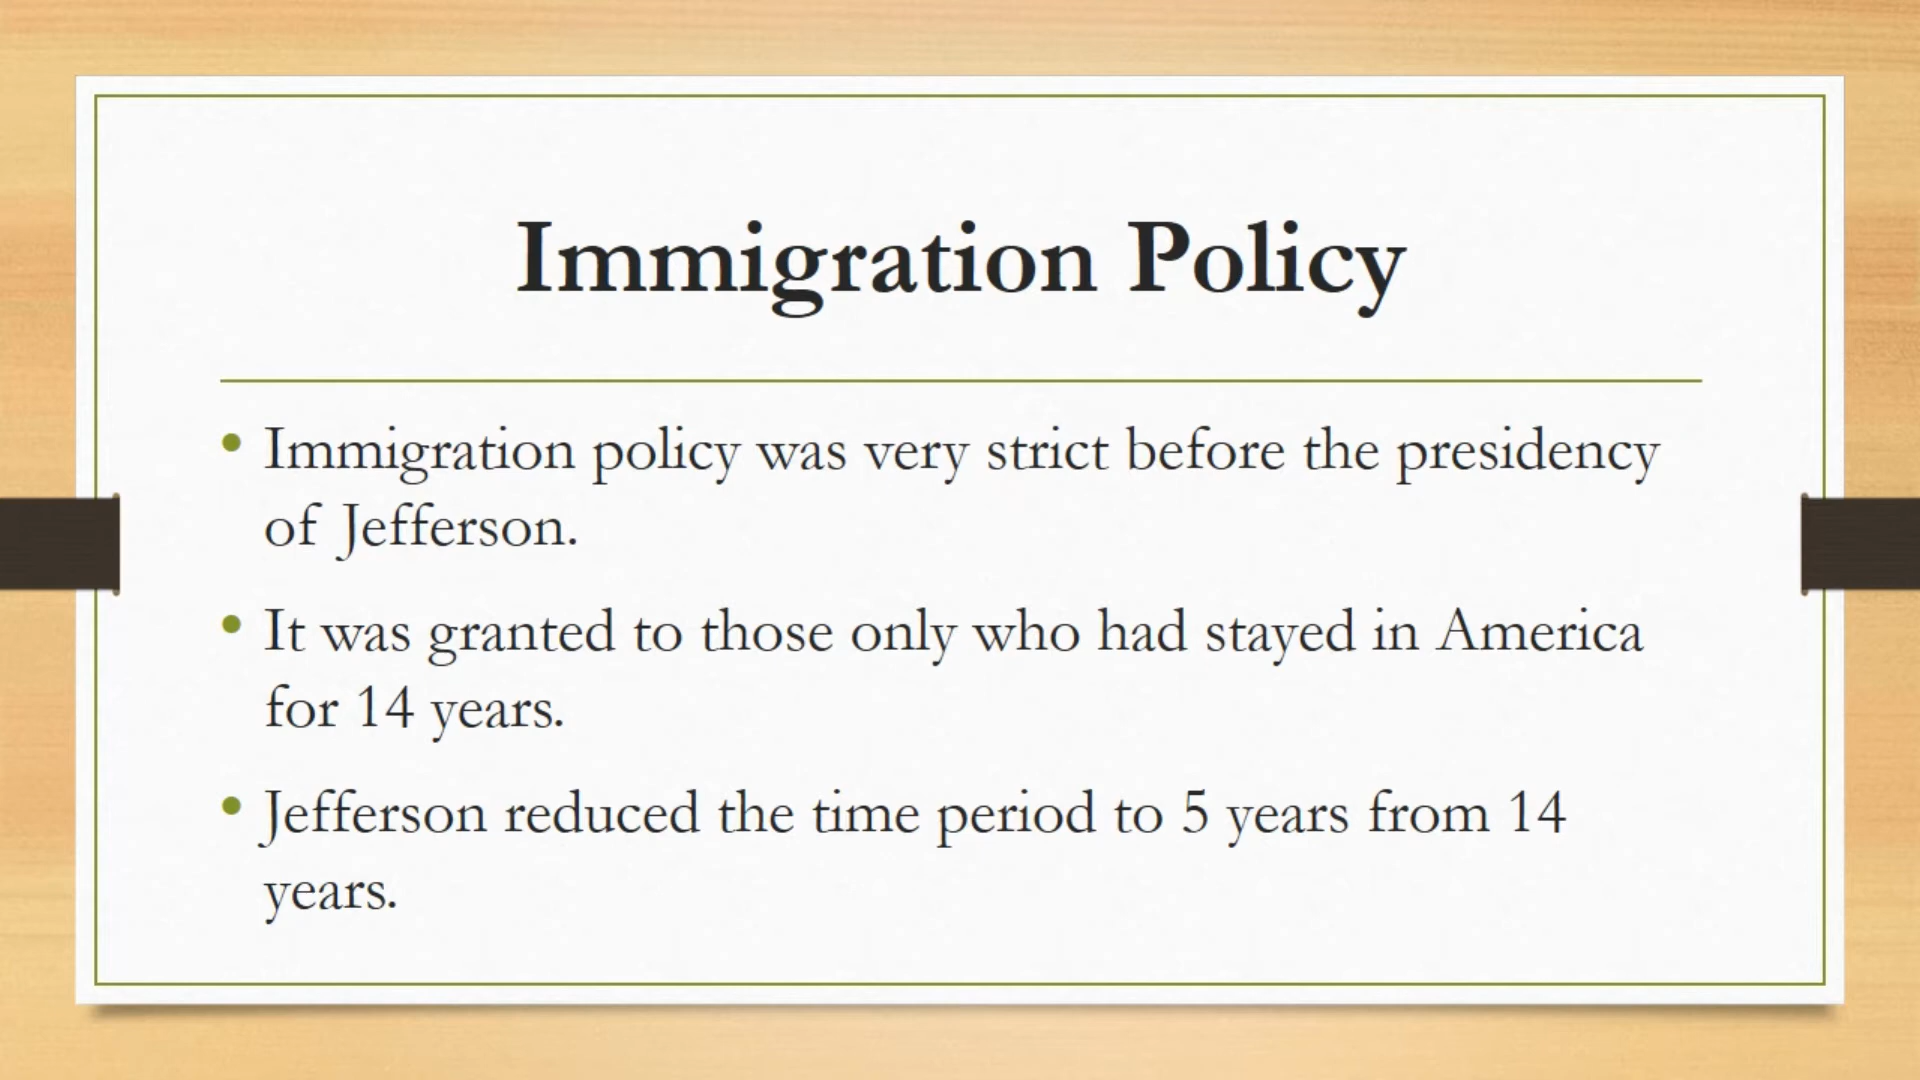 Immigration Policy
• Immigration policy was very strict before the presidency
of Jefferson.
• It was granted to those only who had stayed in America
for 14 years.
• Jefferson reduced the time period to 5 years from 14
years.